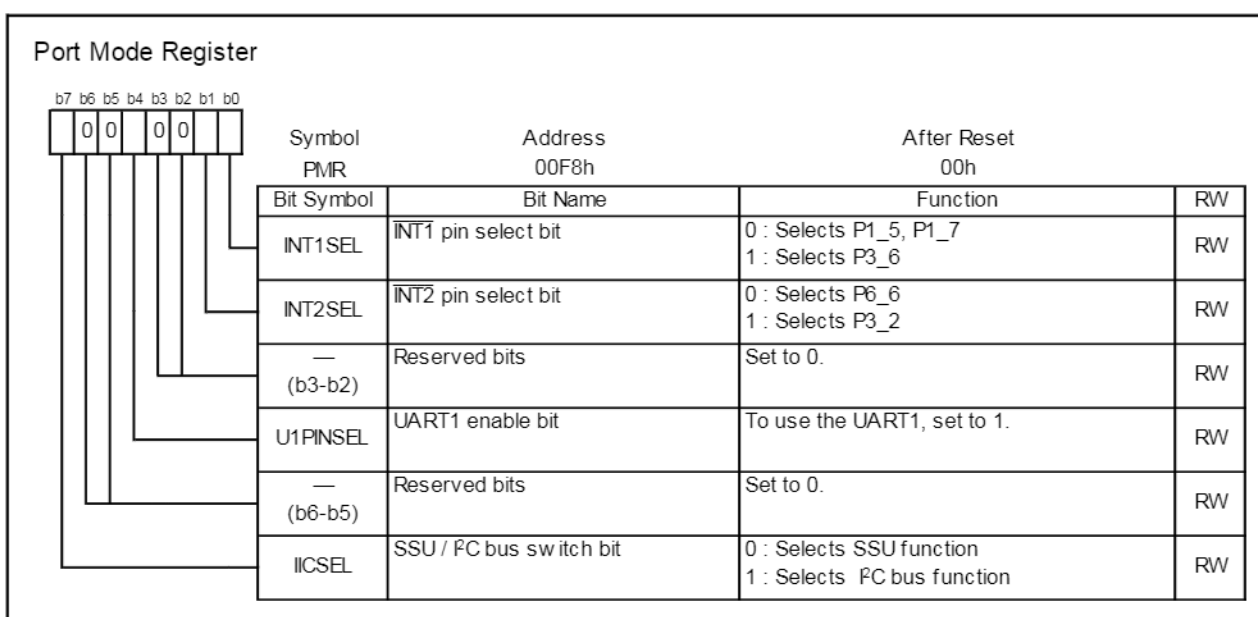 Port Mode Register
b7 b6 b5 b4 b3 b2 b1 b0
0 0 0 0
Symbol Address After Reset
PMR 00F8h 00h
Bit Symbol Bit Name Function RW
INT1SEL INT1 pin select bit 0 : Selects P1_5, P1_7 RW
1 : Selects P3_6
INT2SEL INT2 pin select bit 0 : Selects P6_6 RW
1 : Selects P3_2
— Reserved bits Set to 0. RW
(b3-b2)
U1PINSEL UART1 enable bit To use the UART1, set to 1. RW
— Reserved bits Set to 0. RW
(b6-b5)
IICSEL SSU / I²C bus switch bit 0 : Selects SSU function RW
1 : Selects I²C bus function